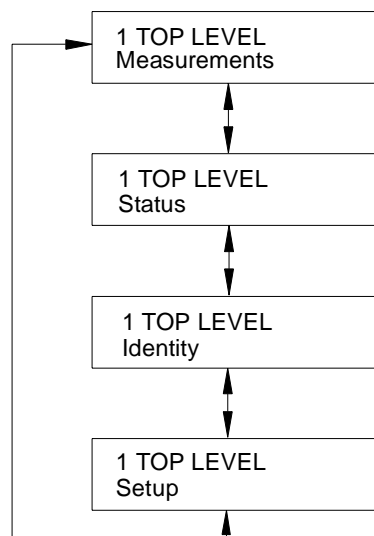 1 TOP LEVEL
Measurements
1 TOP LEVEL
Status
1 TOP LEVEL
Identity
1 TOP LEVEL
Setup